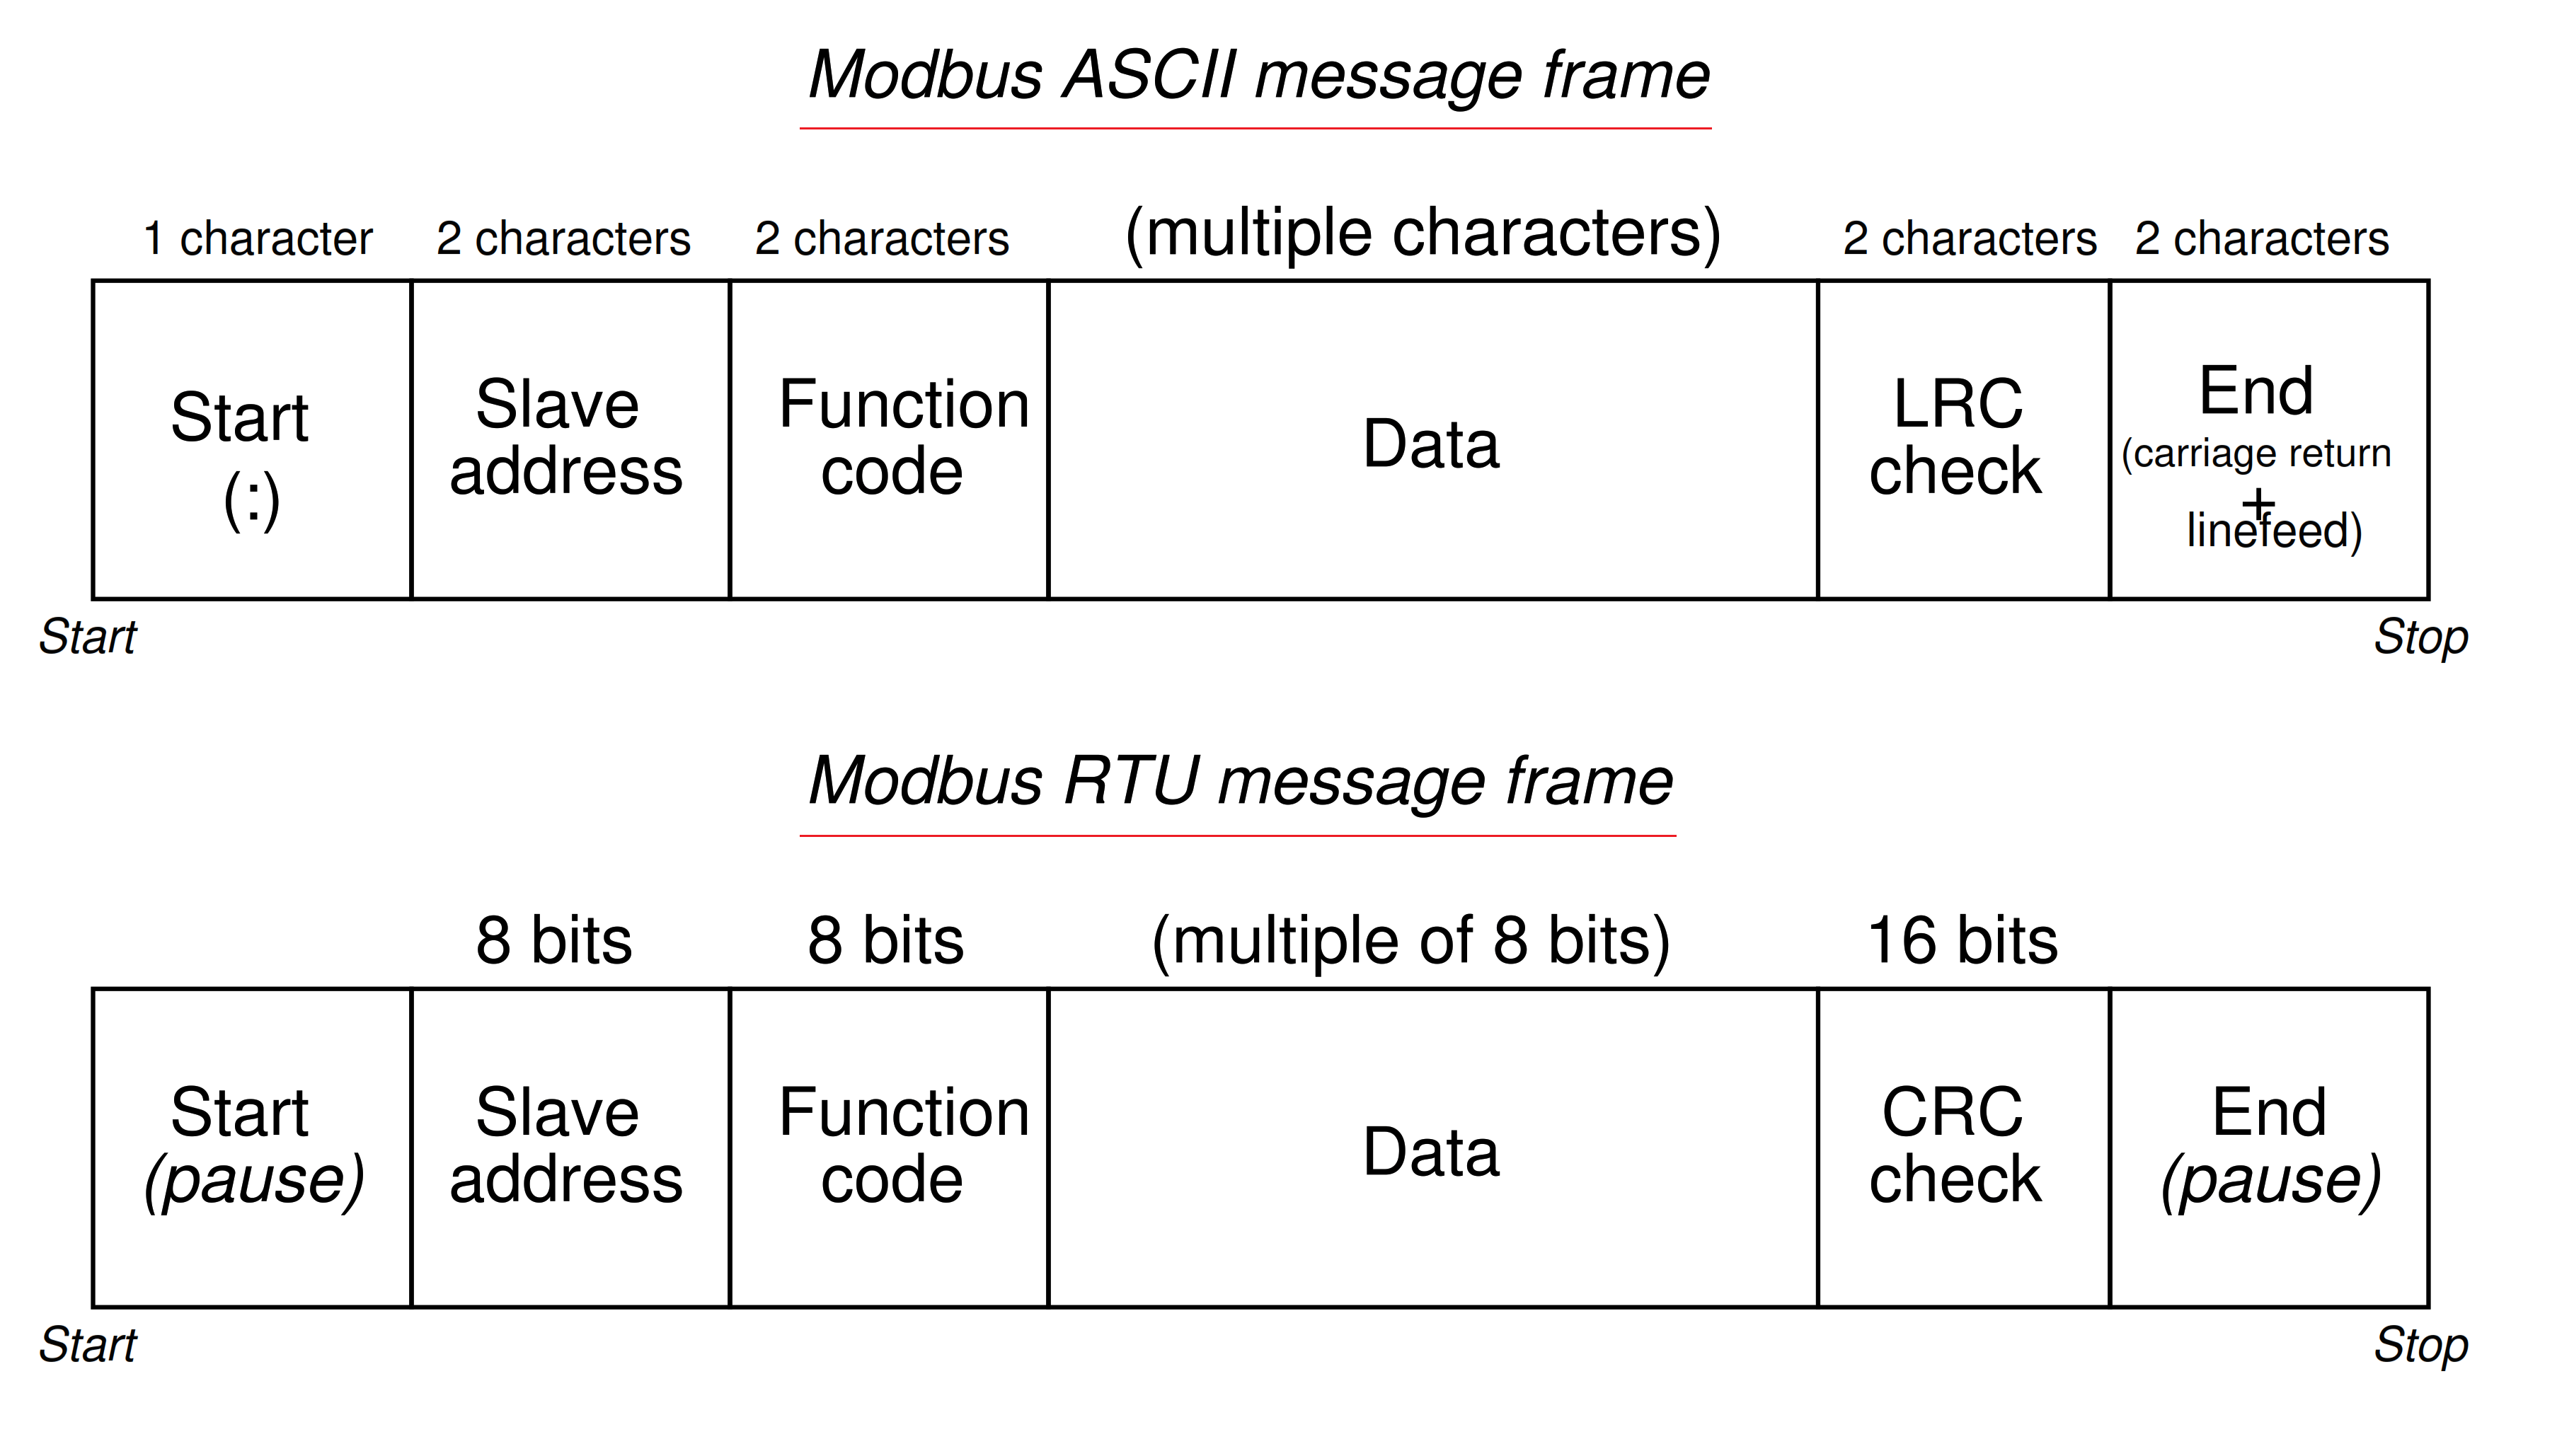 Modbus ASCII message frame
1 character 2 characters 2 characters (multiple characters) 2 characters 2 characters
Start
(:)
Slave
address
Function
code
Data
LRC
check
End
(carriage return
+
linefeed)
Start Stop
Modbus RTU message frame
8 bits 8 bits (multiple of 8 bits) 16 bits
Start
(pause)
Slave
address
Function
code
Data
CRC
check
End
(pause)
Start Stop